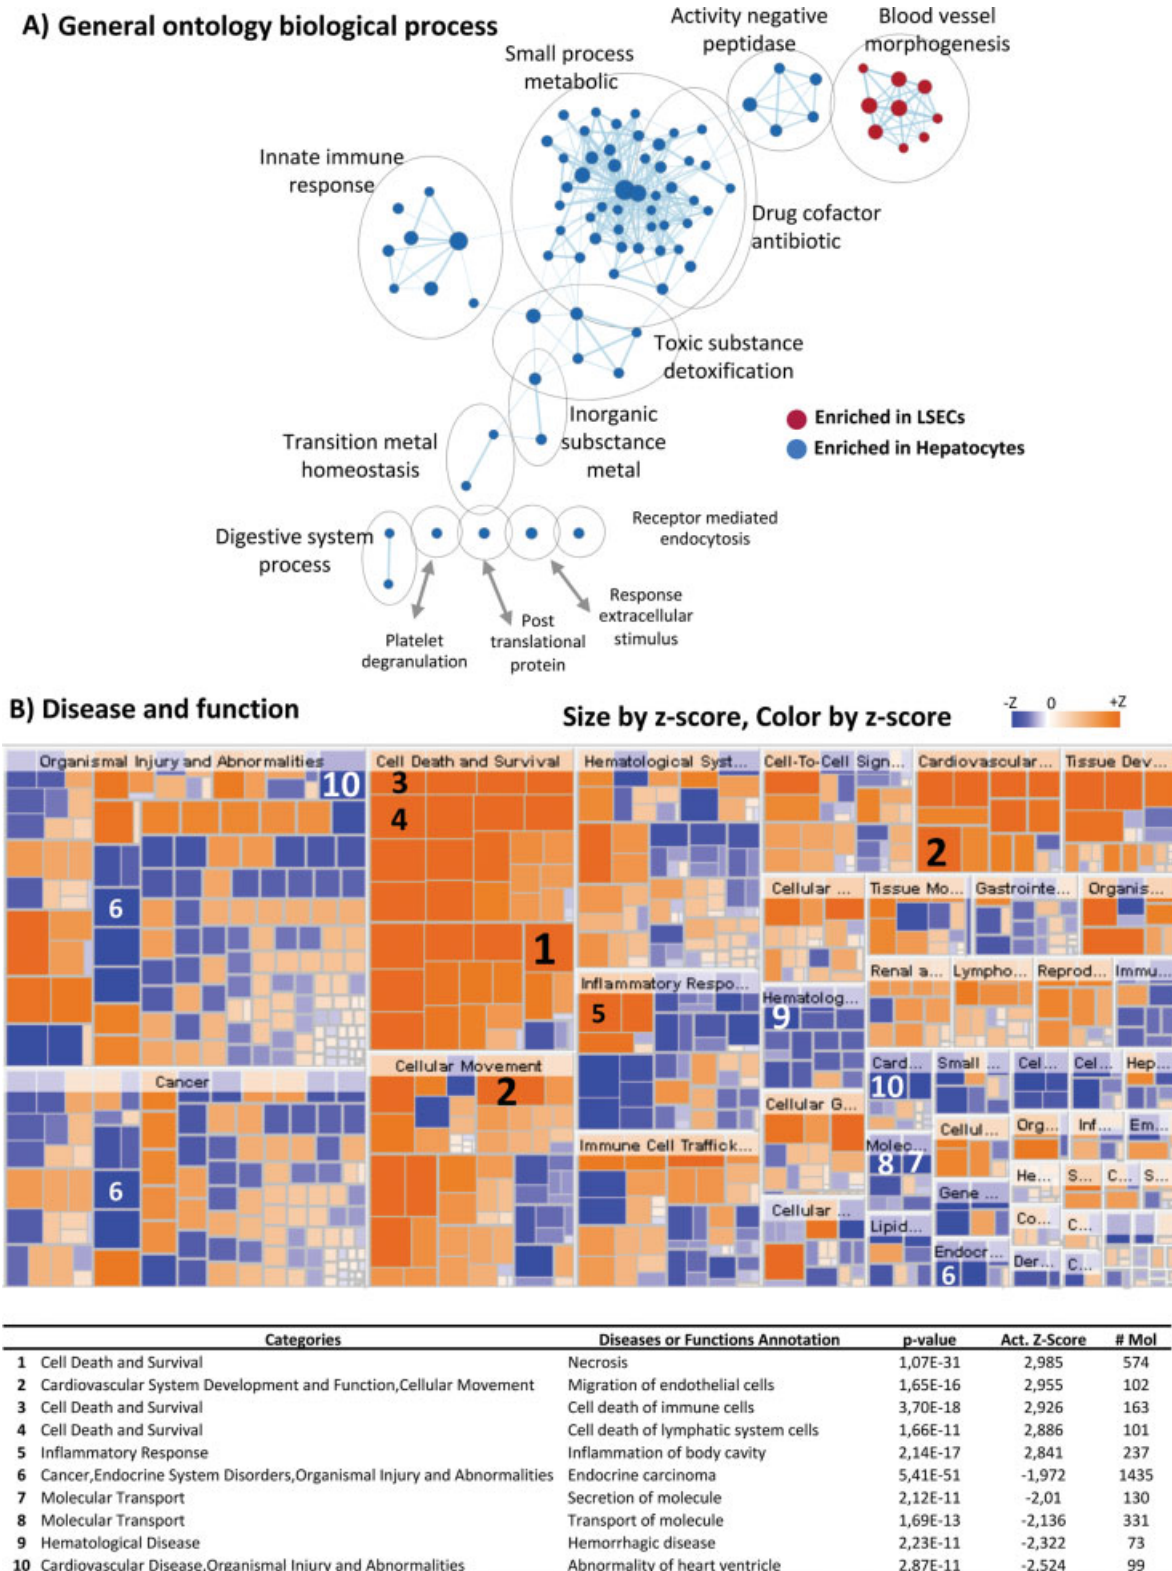 A) General ontology biological process
Activity negative
peptidase
Blood vessel
morphogenesis
Small process
metabolic
Innate immune
response
Drug cofactor
antibiotic
Toxic substance
detoxification
Inorganic
subsctance
metal
Enriched in LSECs
Enriched in Hepatocytes
Transition metal
homeostasis
Digestive system
process
Receptor mediated
endocytosis
Response
extracellular
stimulus
Post
translational
protein
Platelet
degranulation
B) Disease and function
Size by z-score, Color by z-score
-Z 0 +Z
Organismal Injury and Abnormalities
Cell Death and Survival
Hematological Syst...
Cell-To-Cell Sign...
Cardiovascular...
Tissue Dev...
10
3
4
2
6
1
Cellular ...
Tissue Mo...
Gastrointe...
Organis...
Inflammatory Respo...
5
Renal a...
Lympho...
Reprod...
Immu...
Hematolog...
9
Cancer
6
Cellular Movement
2
Card...
10
Small ...
Cel...
Cel...
Hep...
Cellular G...
Immune Cell Traffick...
Molec...
8 7
Cellul...
Org...
Inf...
Em...
Gene ...
He...
S...
C...
S...
Cellular ...
Lipid...
Co...
C...
Endocr...
6
Der...
C...
Categories Diseases or Functions Annotation p-value Act. Z-Score # Mol
1 Cell Death and Survival Necrosis 1,07E-31 2,985 574
2 Cardiovascular System Development and Function,Cellular Movement Migration of endothelial cells 1,65E-16 2,955 102
3 Cell Death and Survival Cell death of immune cells 3,70E-18 2,926 163
4 Cell Death and Survival Cell death of lymphatic system cells 1,66E-11 2,886 101
5 Inflammatory Response Inflammation of body cavity 2,14E-17 2,841 237
6 Cancer,Endocrine System Disorders,Organismal Injury and Abnormalities Endocrine carcinoma 5,41E-51 -1,972 1435
7 Molecular Transport Secretion of molecule 2,12E-11 -2,01 130
8 Molecular Transport Transport of molecule 1,69E-13 -2,136 331
9 Hematological Disease Hemorrhagic disease 2,23E-11 -2,322 73
10 Cardiovascular Disease,Organismal Injury and Abnormalities Abnormality of heart ventricle 2,87E-11 -2,524 99